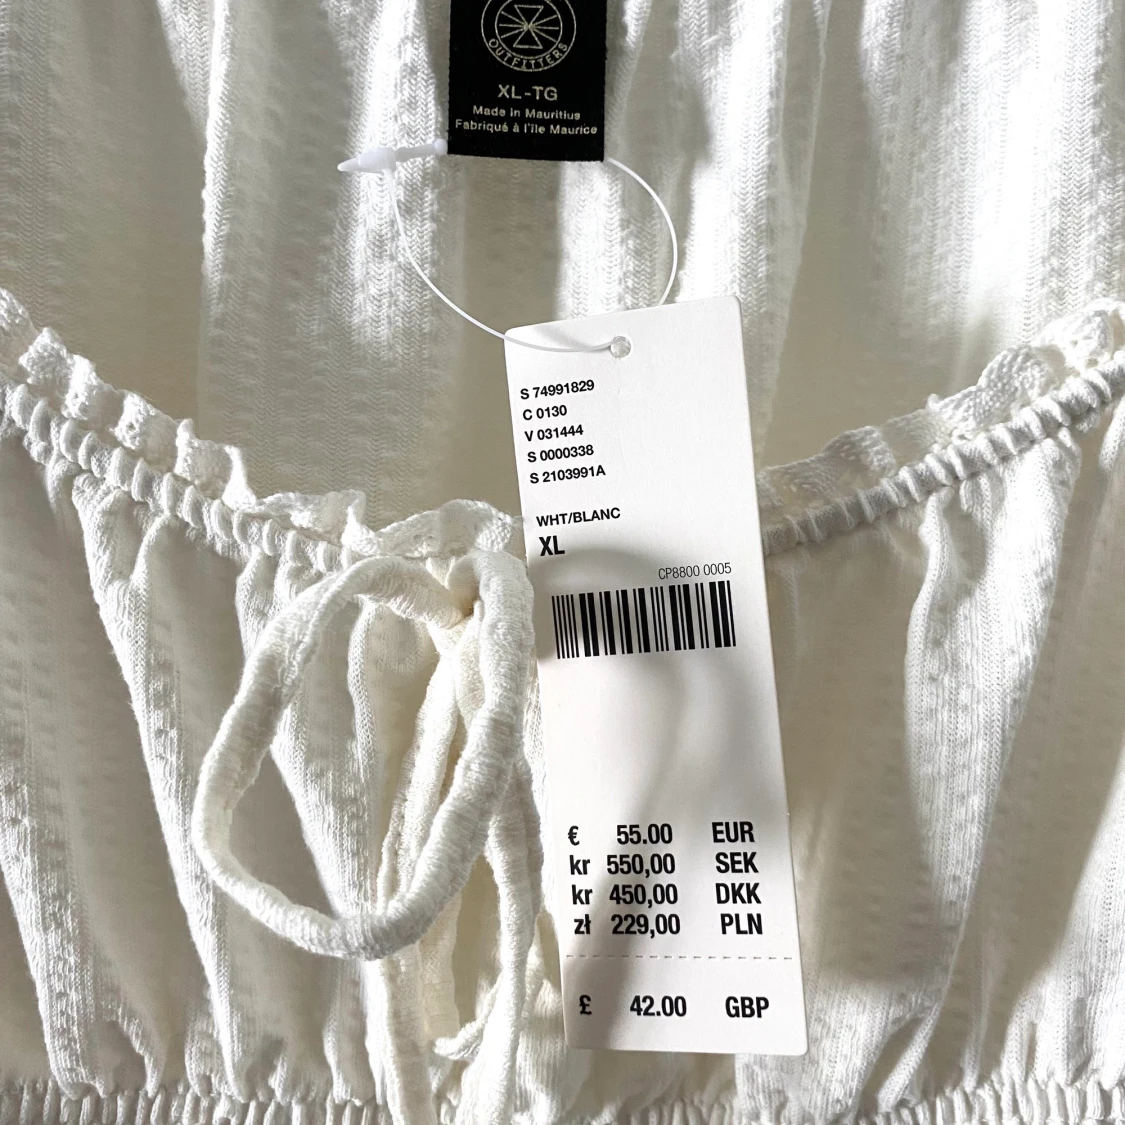 OUTFITTERS
XL-TG
Made in Mauritius
Fabriqué à l'île Maurice
S 74991829
C 0130
V 031444
S 0000338
S 2103991A
WHT/BLANC
XL
CP8800 0005
€ 55.00 EUR
kr 550,00 SEK
kr 450,00 DKK
zł 229,00 PLN
£ 42.00 GBP